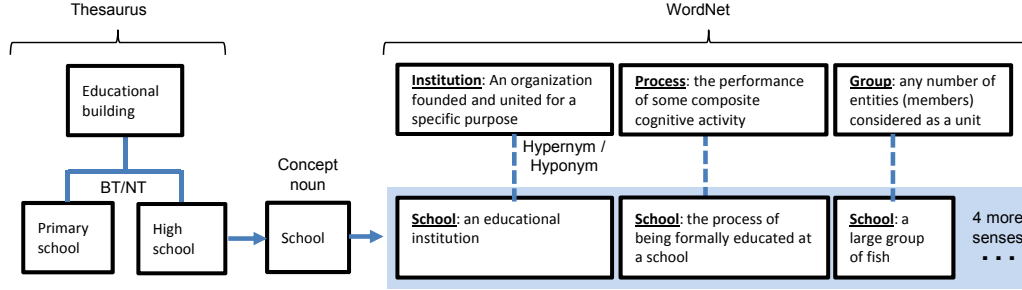 Thesaurus
WordNet
Educational
building
BT/NT
Primary
school
High
school
Concept
noun
School
Institution: An organization
founded and united for a
specific purpose
Process: the performance
of some composite
cognitive activity
Group: any number of
entities (members)
considered as a unit
Hypernym /
Hyponym
School: an educational
institution
School: the process of
being formally educated at
a school
School: a
large group
of fish
4 more
senses
...